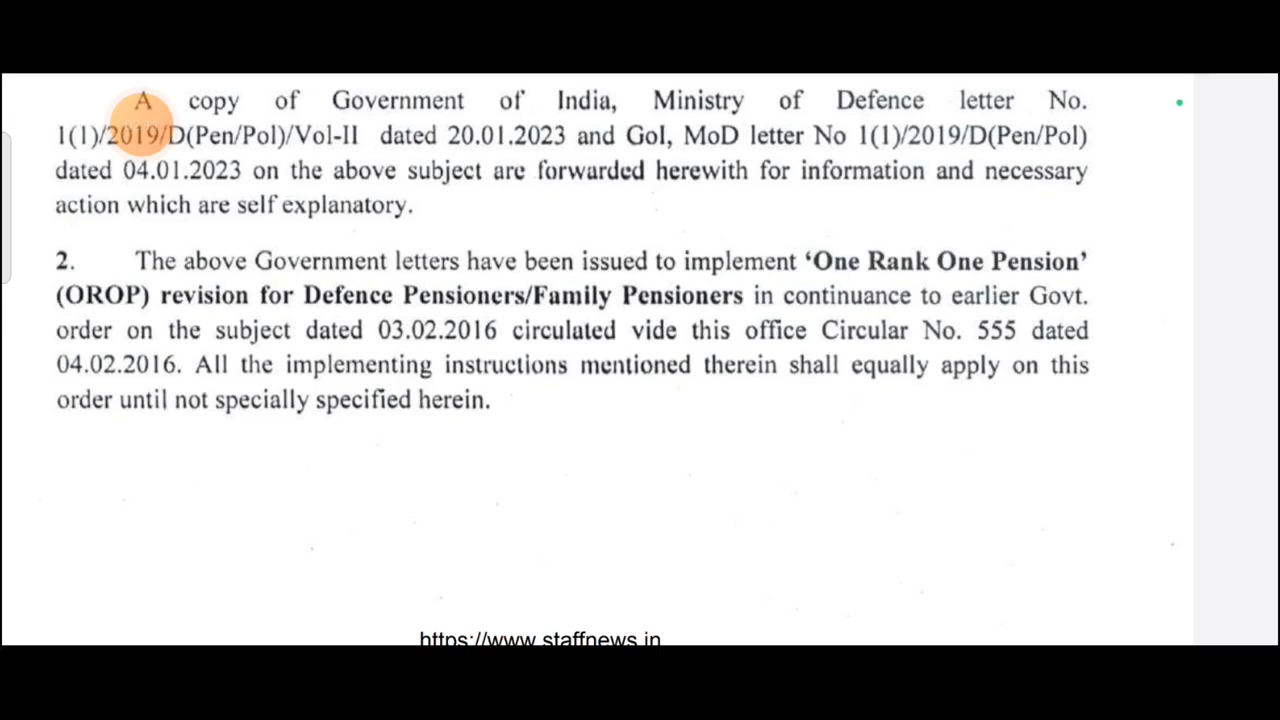 A copy of Government of India, Ministry of Defence letter No.
1(1)/2019/D(Pen/Pol)/Vol-II dated 20.01.2023 and GoI, MoD letter No 1(1)/2019/D(Pen/Pol)
dated 04.01.2023 on the above subject are forwarded herewith for information and necessary
action which are self explanatory.
2. The above Government letters have been issued to implement ‘One Rank One Pension’
(OROP) revision for Defence Pensioners/Family Pensioners in continuance to earlier Govt.
order on the subject dated 03.02.2016 circulated vide this office Circular No. 555 dated
04.02.2016. All the implementing instructions mentioned therein shall equally apply on this
order until not specially specified herein.
https://www.staffnews.in